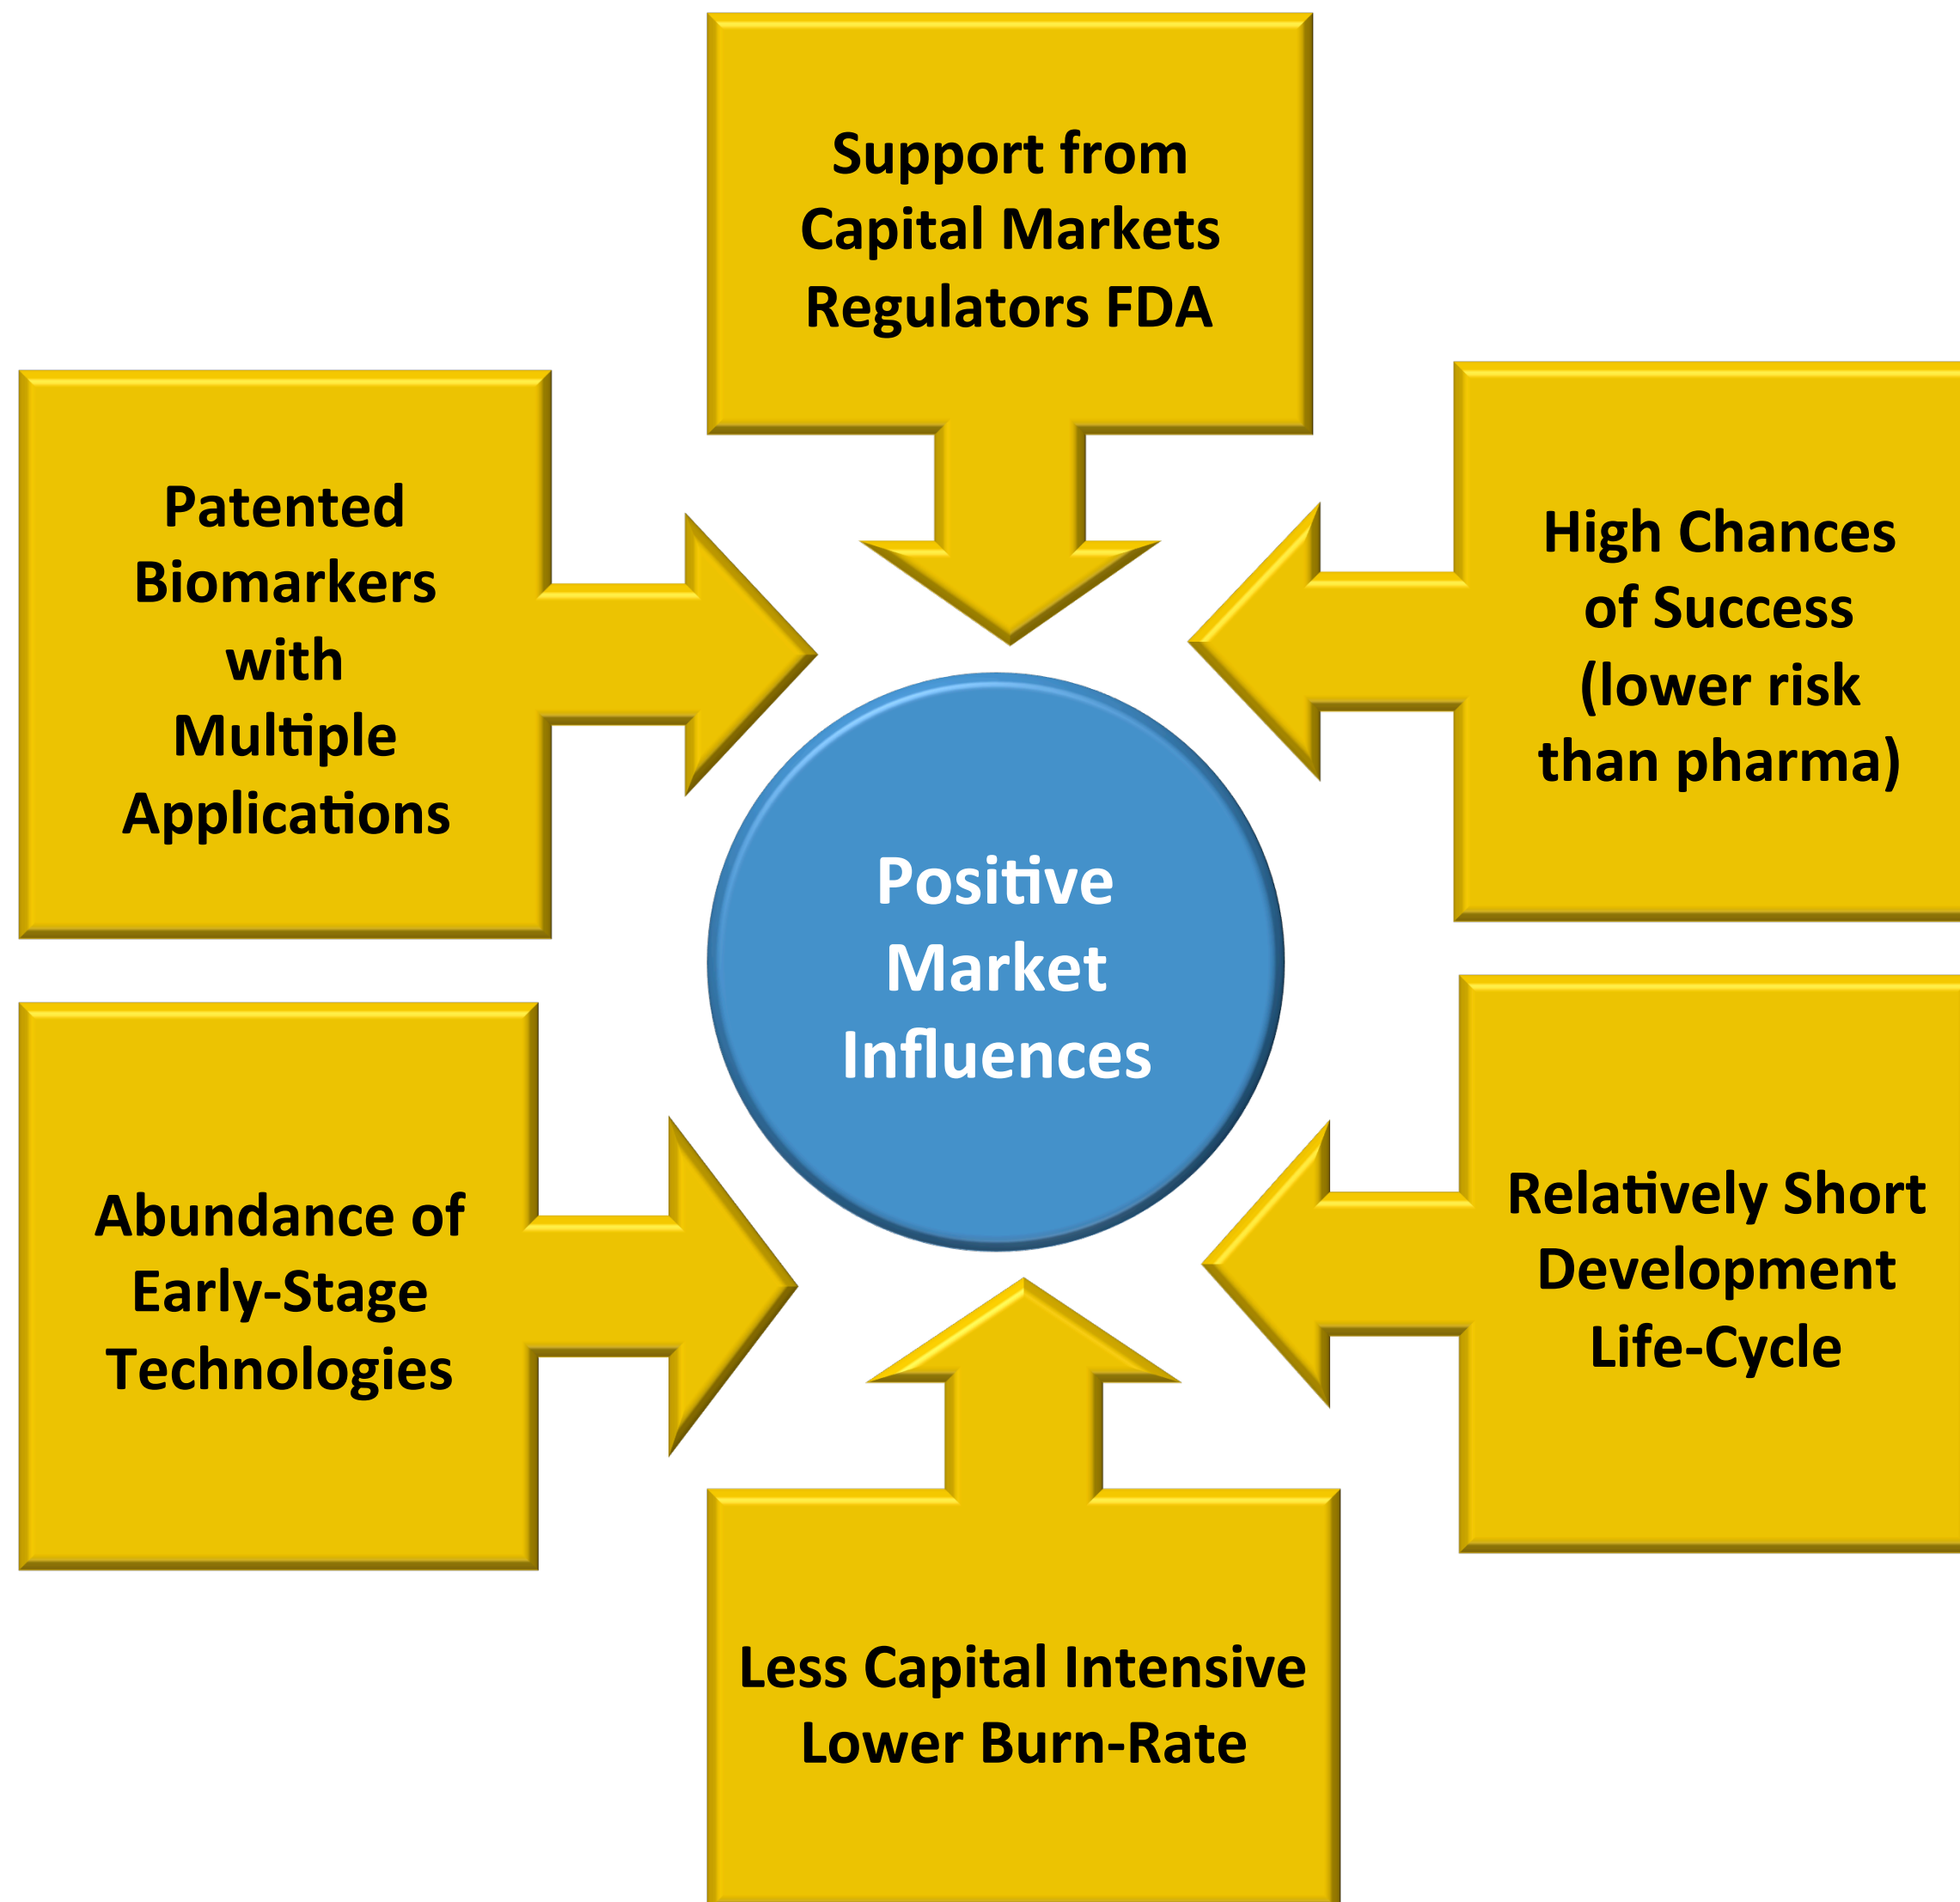 Support from
Capital Markets
Regulators FDA
Patented
Biomarkers
with
Multiple
Applications
High Chances
of Success
(lower risk
than pharma)
Positive
Market
Influences
Abundance of
Early-Stage
Technologies
Relatively Short
Development
Life-Cycle
Less Capital Intensive
Lower Burn-Rate